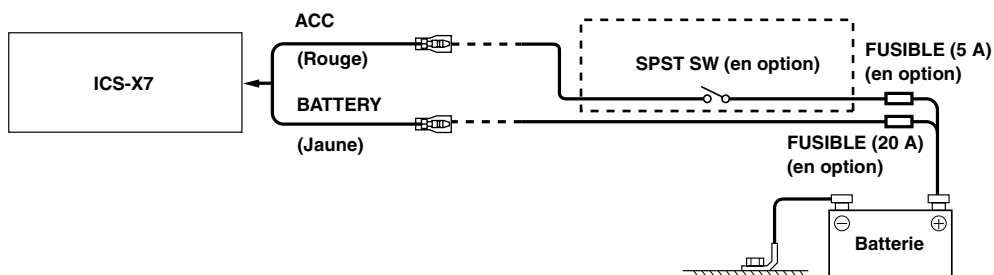 ACC
(Rouge)
ICS-X7
BATTERY
(Jaune)
SPST SW (en option)
FUSIBLE (5 A)
(en option)
FUSIBLE (20 A)
(en option)
Batterie